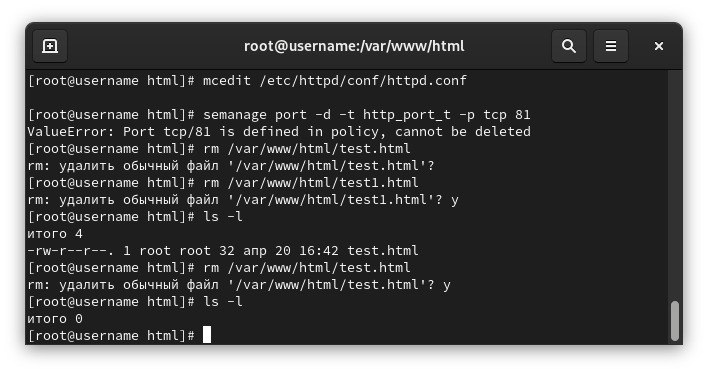 root@username:/var/www/html
[root@username html]# mcedit /etc/httpd/conf/httpd.conf
[root@username html]# semanage port -d -t http_port_t -p tcp 81
ValueError: Port tcp/81 is defined in policy, cannot be deleted
[root@username html]# rm /var/www/html/test.html
rm: удалить обычный файл '/var/www/html/test.html'?
[root@username html]# rm /var/www/html/test1.html
rm: удалить обычный файл '/var/www/html/test1.html'? y
[root@username html]# ls -l
итого 4
-rw-r--r--. 1 root root 32 апр 20 16:42 test.html
[root@username html]# rm /var/www/html/test.html
rm: удалить обычный файл '/var/www/html/test.html'? y
[root@username html]# ls -l
итого 0
[root@username html]#